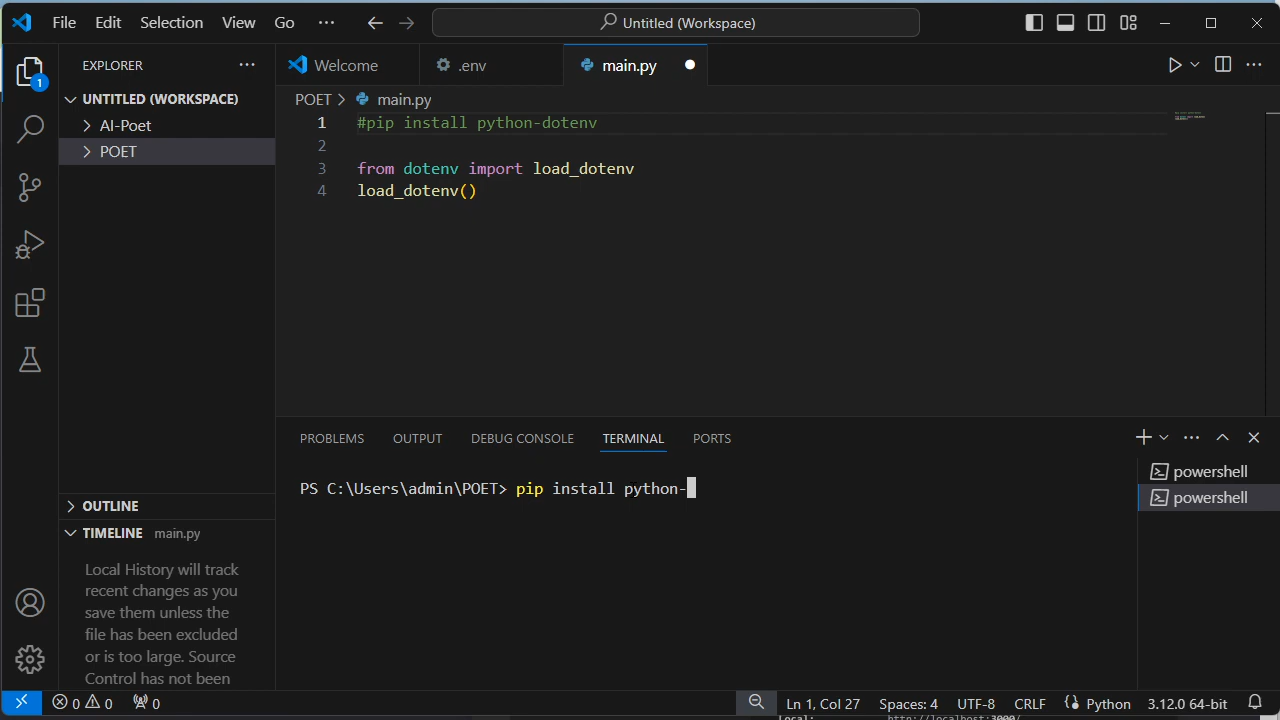 File Edit Selection View Go ··· Untitled (Workspace)
EXPLORER ···
Welcome .env main.py
1
UNTITLED (WORKSPACE)
AI-Poet
POET
POET > main.py
1 #pip install python-dotenv
2
3 from dotenv import load_dotenv
4 load_dotenv()
PROBLEMS OUTPUT DEBUG CONSOLE TERMINAL PORTS
PS C:\Users\admin\POET> pip install python-
powershell
powershell
OUTLINE
TIMELINE main.py
Local History will track
recent changes as you
save them unless the
file has been excluded
or is too large. Source
Control has not been
0 0 0 Ln 1, Col 27 Spaces: 4 UTF-8 CRLF Python 3.12.0 64-bit
Local: http://localhost:3000/